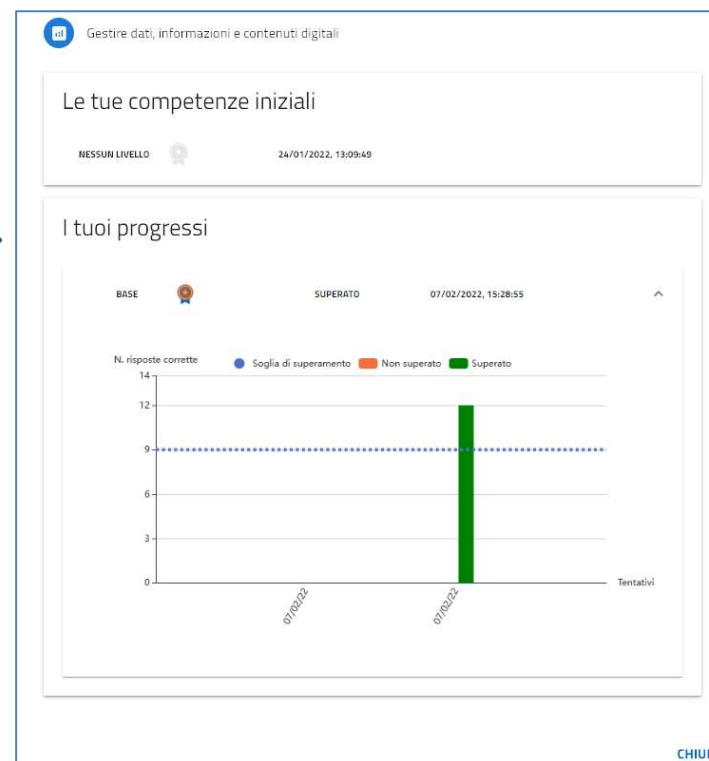 Gestire dati, informazioni e contenuti digitali
Le tue competenze iniziali
NESSUN LIVELLO 24/01/2022, 13:09:49
I tuoi progressi
BASE SUPERATO 07/02/2022, 15:28:55
N. risposte corrette Soglia di superamento Non superato Superato
14
12
9
6
3
0
Tentativi
07/02/22 07/02/22
CHIUI